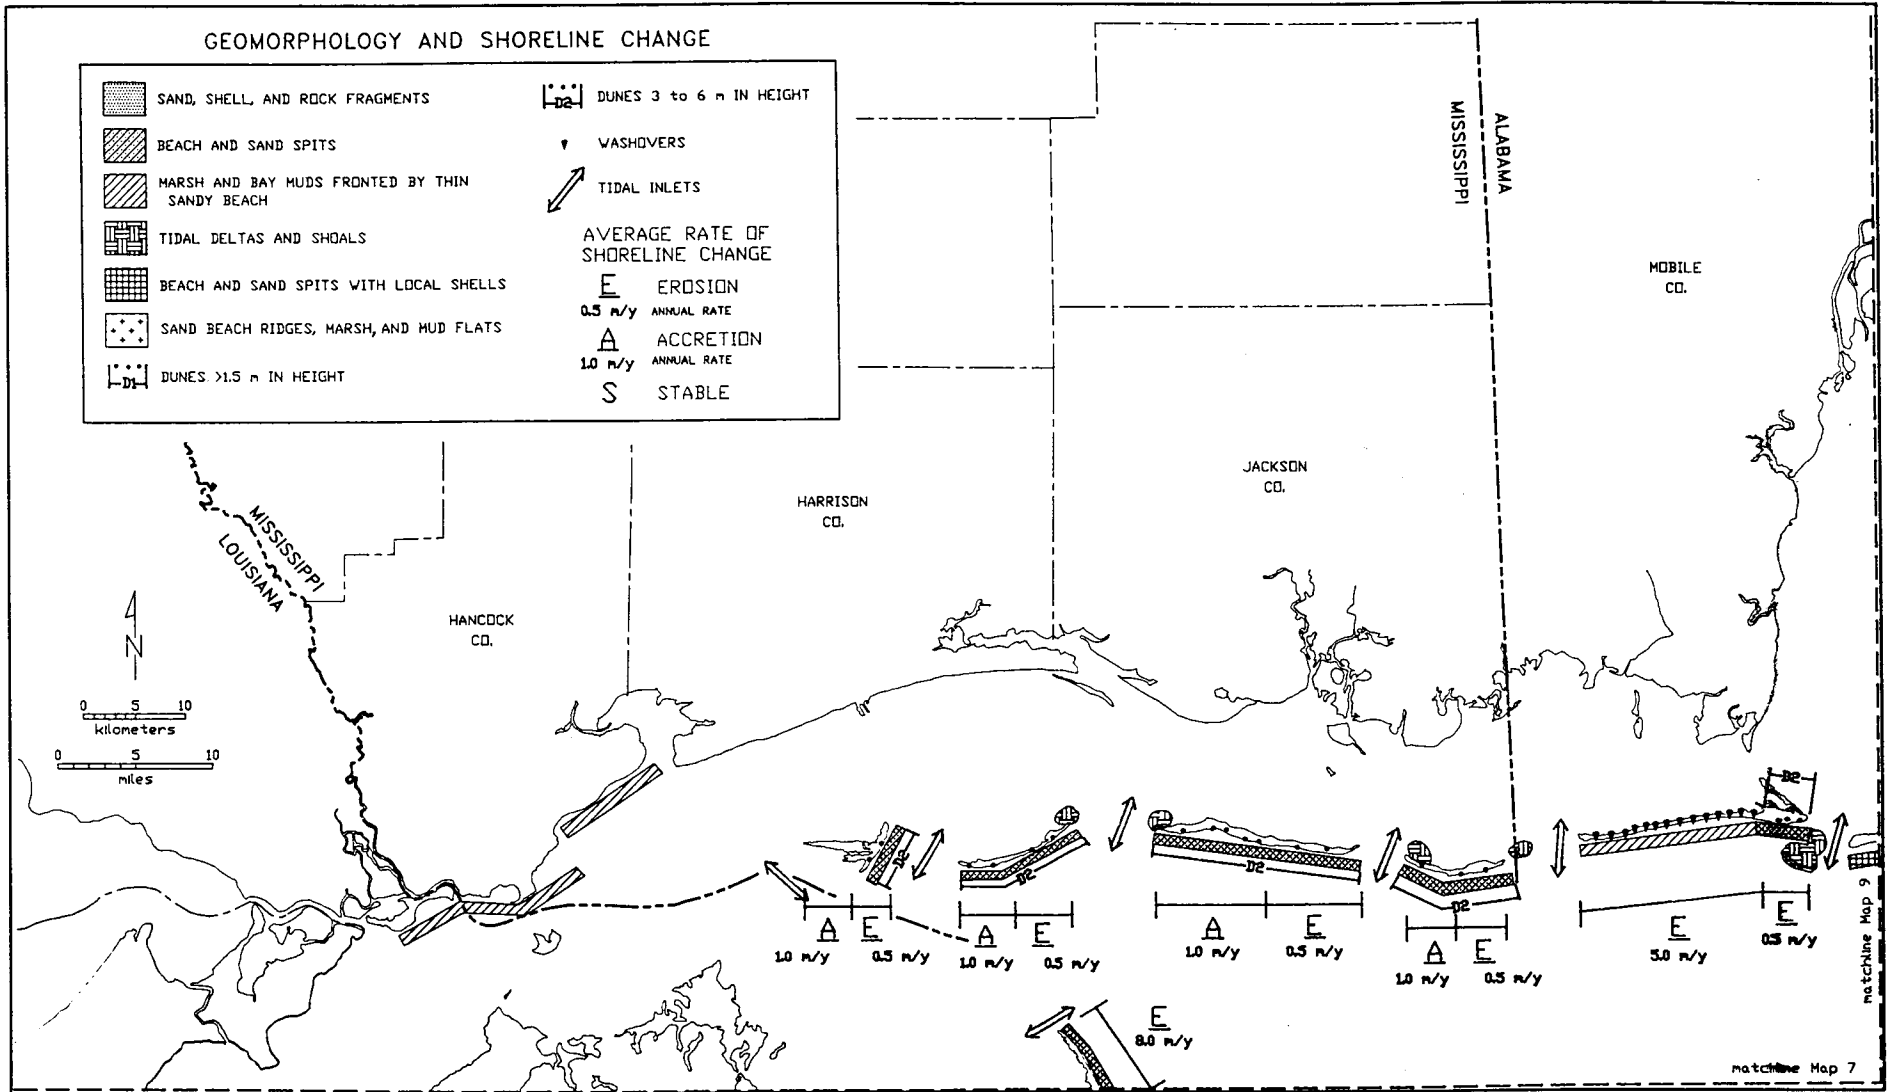 GEOMORPHOLOGY AND SHORELINE CHANGE
SAND, SHELL, AND ROCK FRAGMENTS
BEACH AND SAND SPITS
MARSH AND BAY MUDS FRONTED BY THIN
SANDY BEACH
TIDAL DELTAS AND SHOALS
BEACH AND SAND SPITS WITH LOCAL SHELLS
SAND BEACH RIDGES, MARSH, AND MUD FLATS
D1 DUNES >1.5 m IN HEIGHT
D2 DUNES 3 to 6 m IN HEIGHT
WASHOVERS
TIDAL INLETS
AVERAGE RATE OF
SHORELINE CHANGE
E EROSION
0.5 m/y ANNUAL RATE
A ACCRETION
1.0 m/y ANNUAL RATE
S STABLE
MISSISSIPPI
ALABAMA
MOBILE
CO.
JACKSON
CO.
HARRISON
CO.
MISSISSIPPI
LOUISIANA
HANCOCK
CO.
N
0 5 10
kilometers
0 5 10
miles
D2
D2
D2
D2
D2
A E
1.0 m/y 0.5 m/y
A E
1.0 m/y 0.5 m/y
A E
1.0 m/y 0.5 m/y
A E
1.0 m/y 0.5 m/y
E E
5.0 m/y 0.5 m/y
E
8.0 m/y
matchline Map 9
matchline Map 7